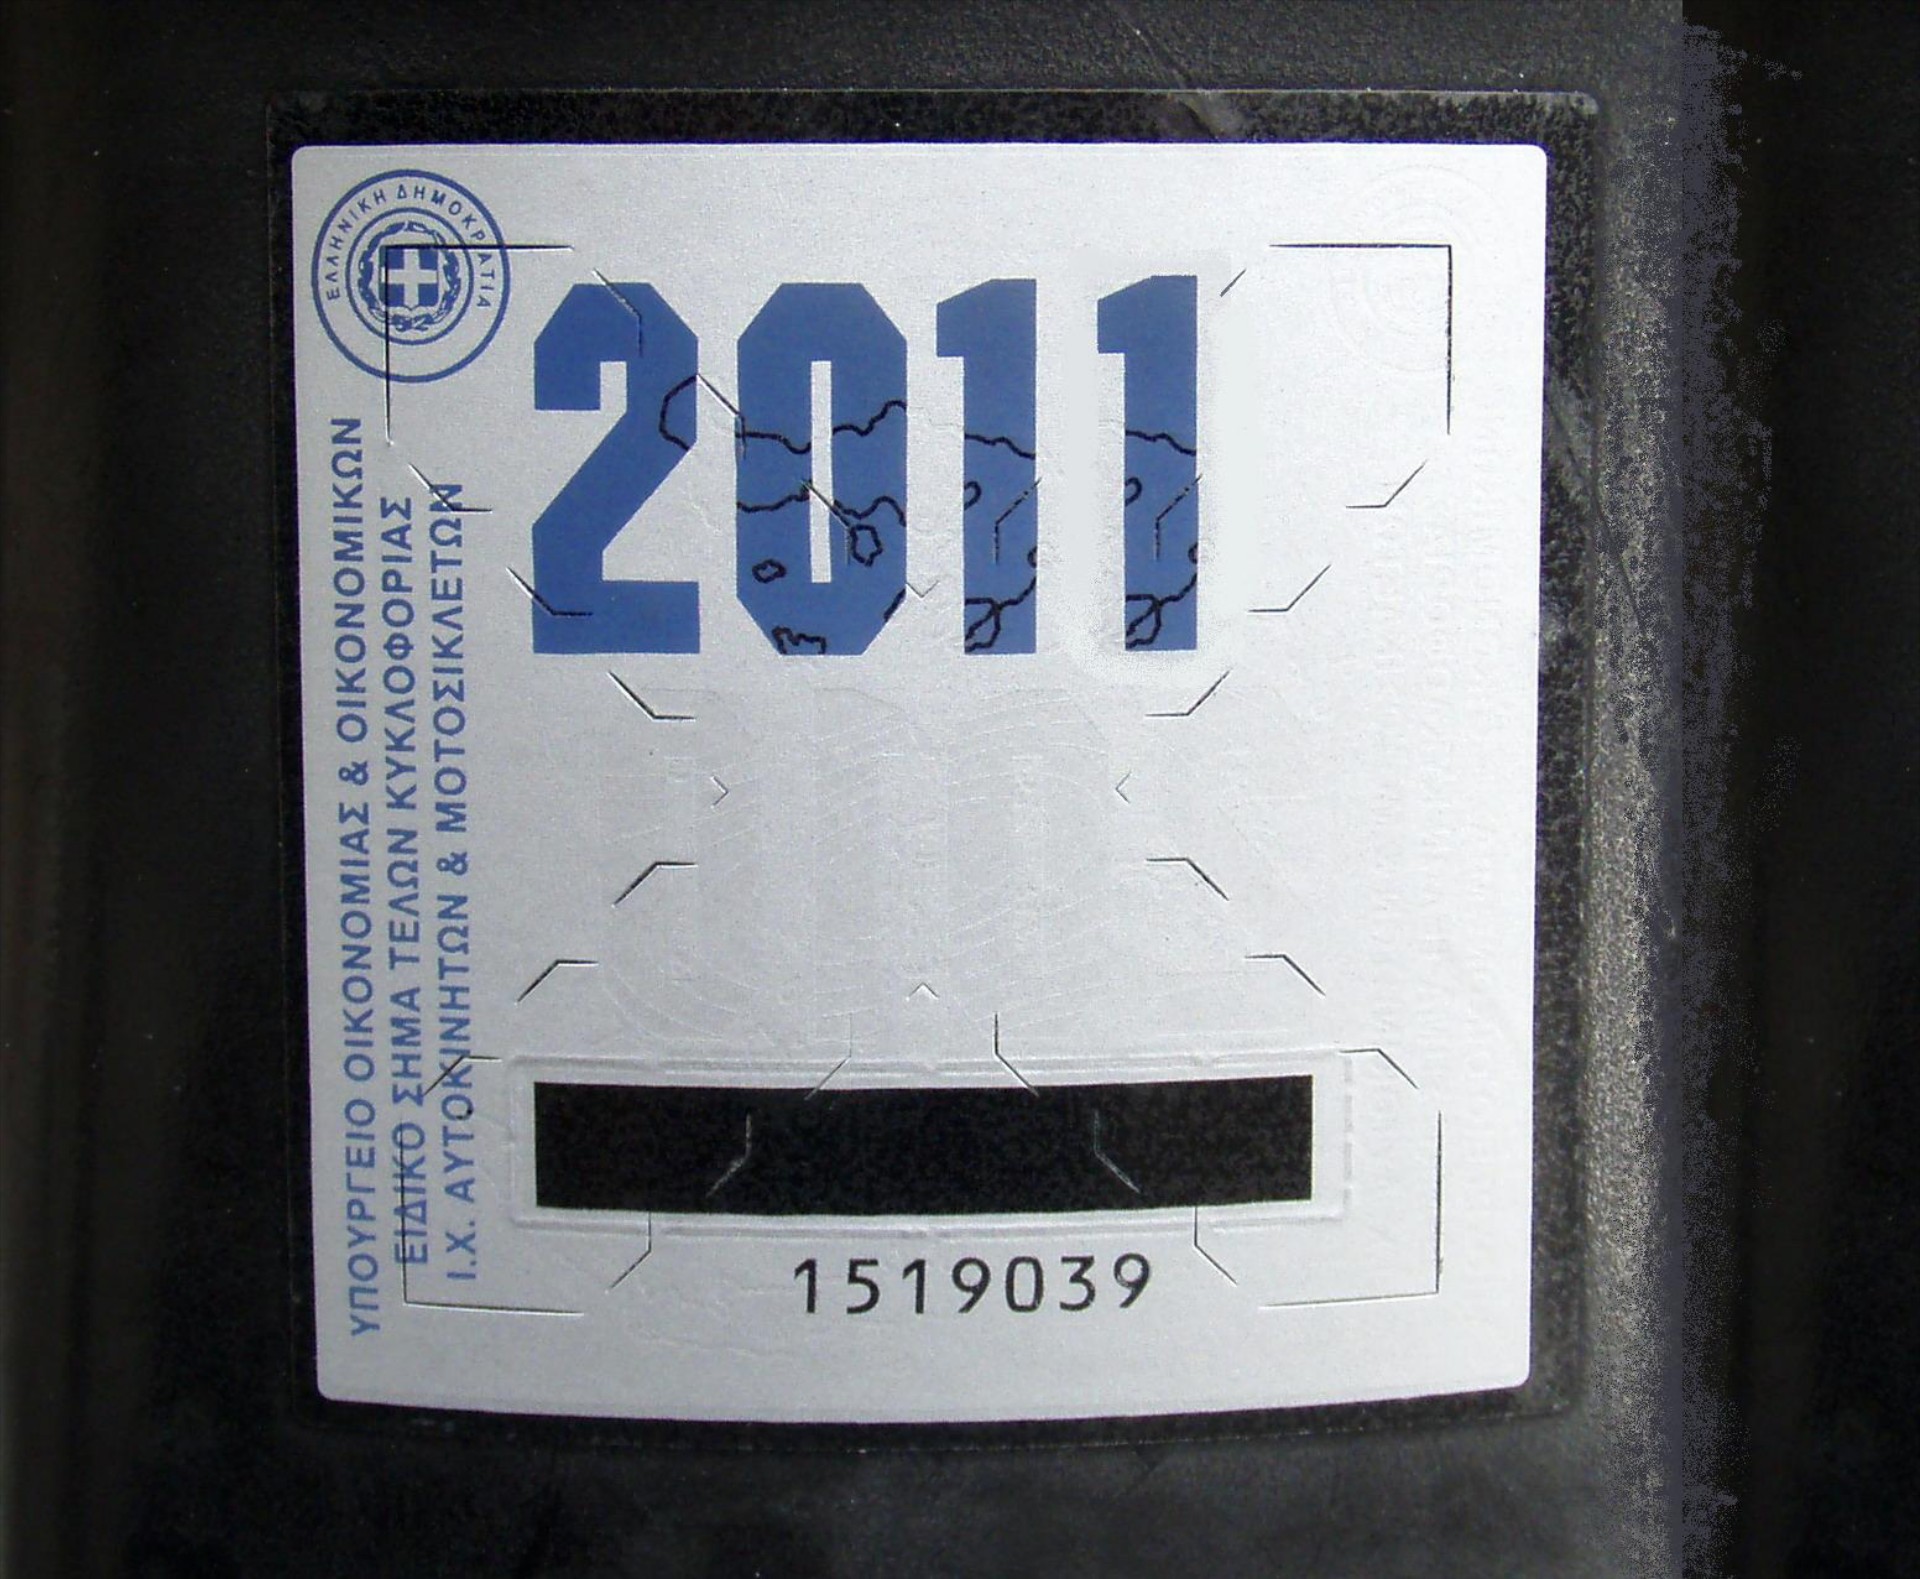 ΕΛΛΗΝΙΚΗ ΔΗΜΟΚΡΑΤΙΑ
2011
ΥΠΟΥΡΓΕΙΟ ΟΙΚΟΝΟΜΙΑΣ & ΟΙΚΟΝΟΜΙΚΩΝ
ΕΙΔΙΚΟ ΣΗΜΑ ΤΕΛΩΝ ΚΥΚΛΟΦΟΡΙΑΣ
Ι.Χ. ΑΥΤΟΚΙΝΗΤΩΝ & ΜΟΤΟΣΙΚΛΕΤΩΝ
1519039